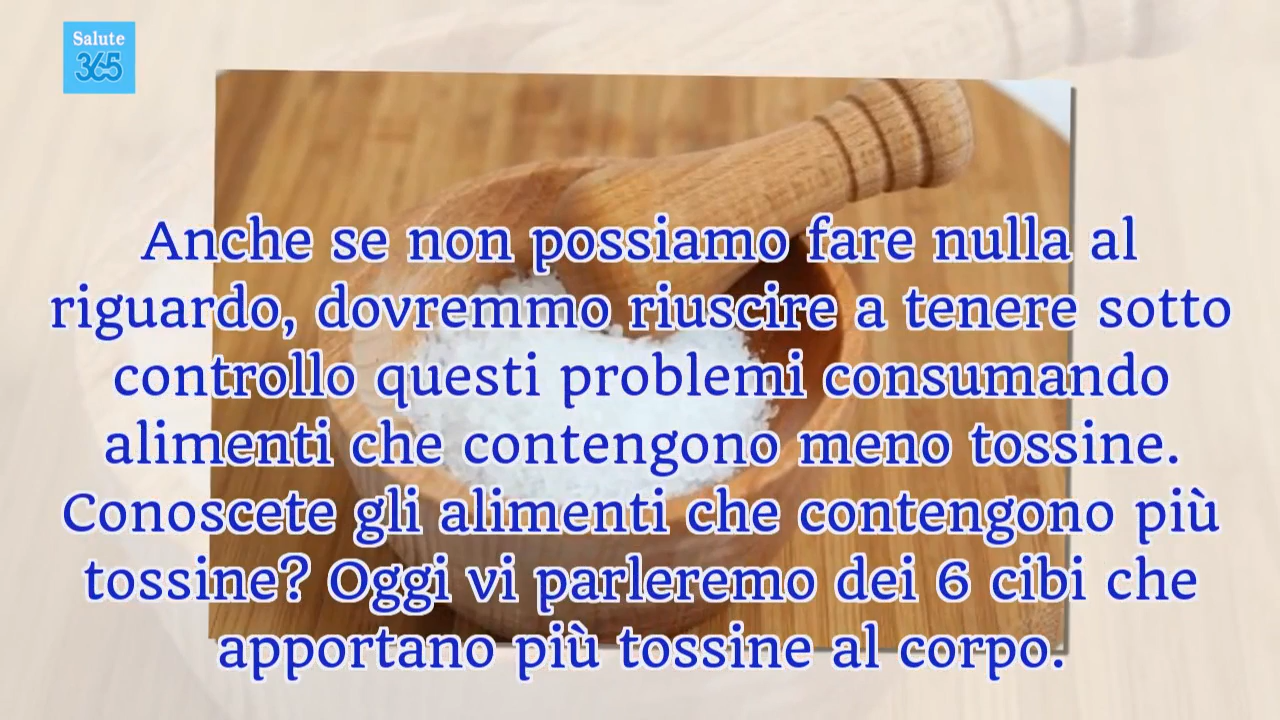 Salute
365
Anche se non possiamo fare nulla al
riguardo, dovremmo riuscire a tenere sotto
controllo questi problemi consumando
alimenti che contengono meno tossine.
Conoscete gli alimenti che contengono più
tossine? Oggi vi parleremo dei 6 cibi che
apportano più tossine al corpo.